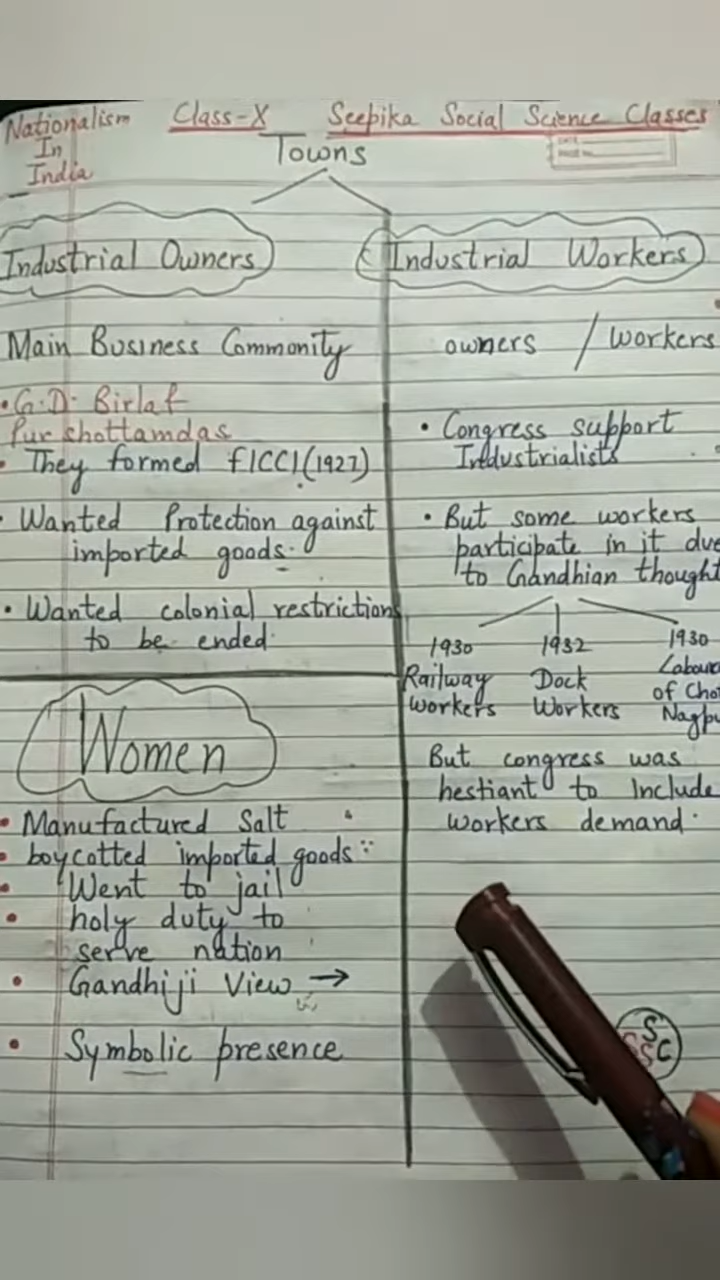 Nationalism
In
India
Class-X
Seepika Social Science Classes
Towns
Industrial Owners
Main Business Commonity
• G.D. Birlaf
Purshottamdas
• They formed FICCI (1927)
• Wanted Protection against
imported goods.
• Wanted colonial restrictions
to be ended.
Industrial Workers
owners / workers
• Congress support
Industrialists
• But some workers
participate in it due
to Gandhian thought
1930
Railway
workers
1932
Dock
Workers
1930
of
But congress was
hestiant to Include
workers demand.
Women
• Manufactured Salt
• boycotted imported goods
• Went to jail
• holy duty to
serve nation
• Gandhiji View →
• Symbolic presence
SSSC